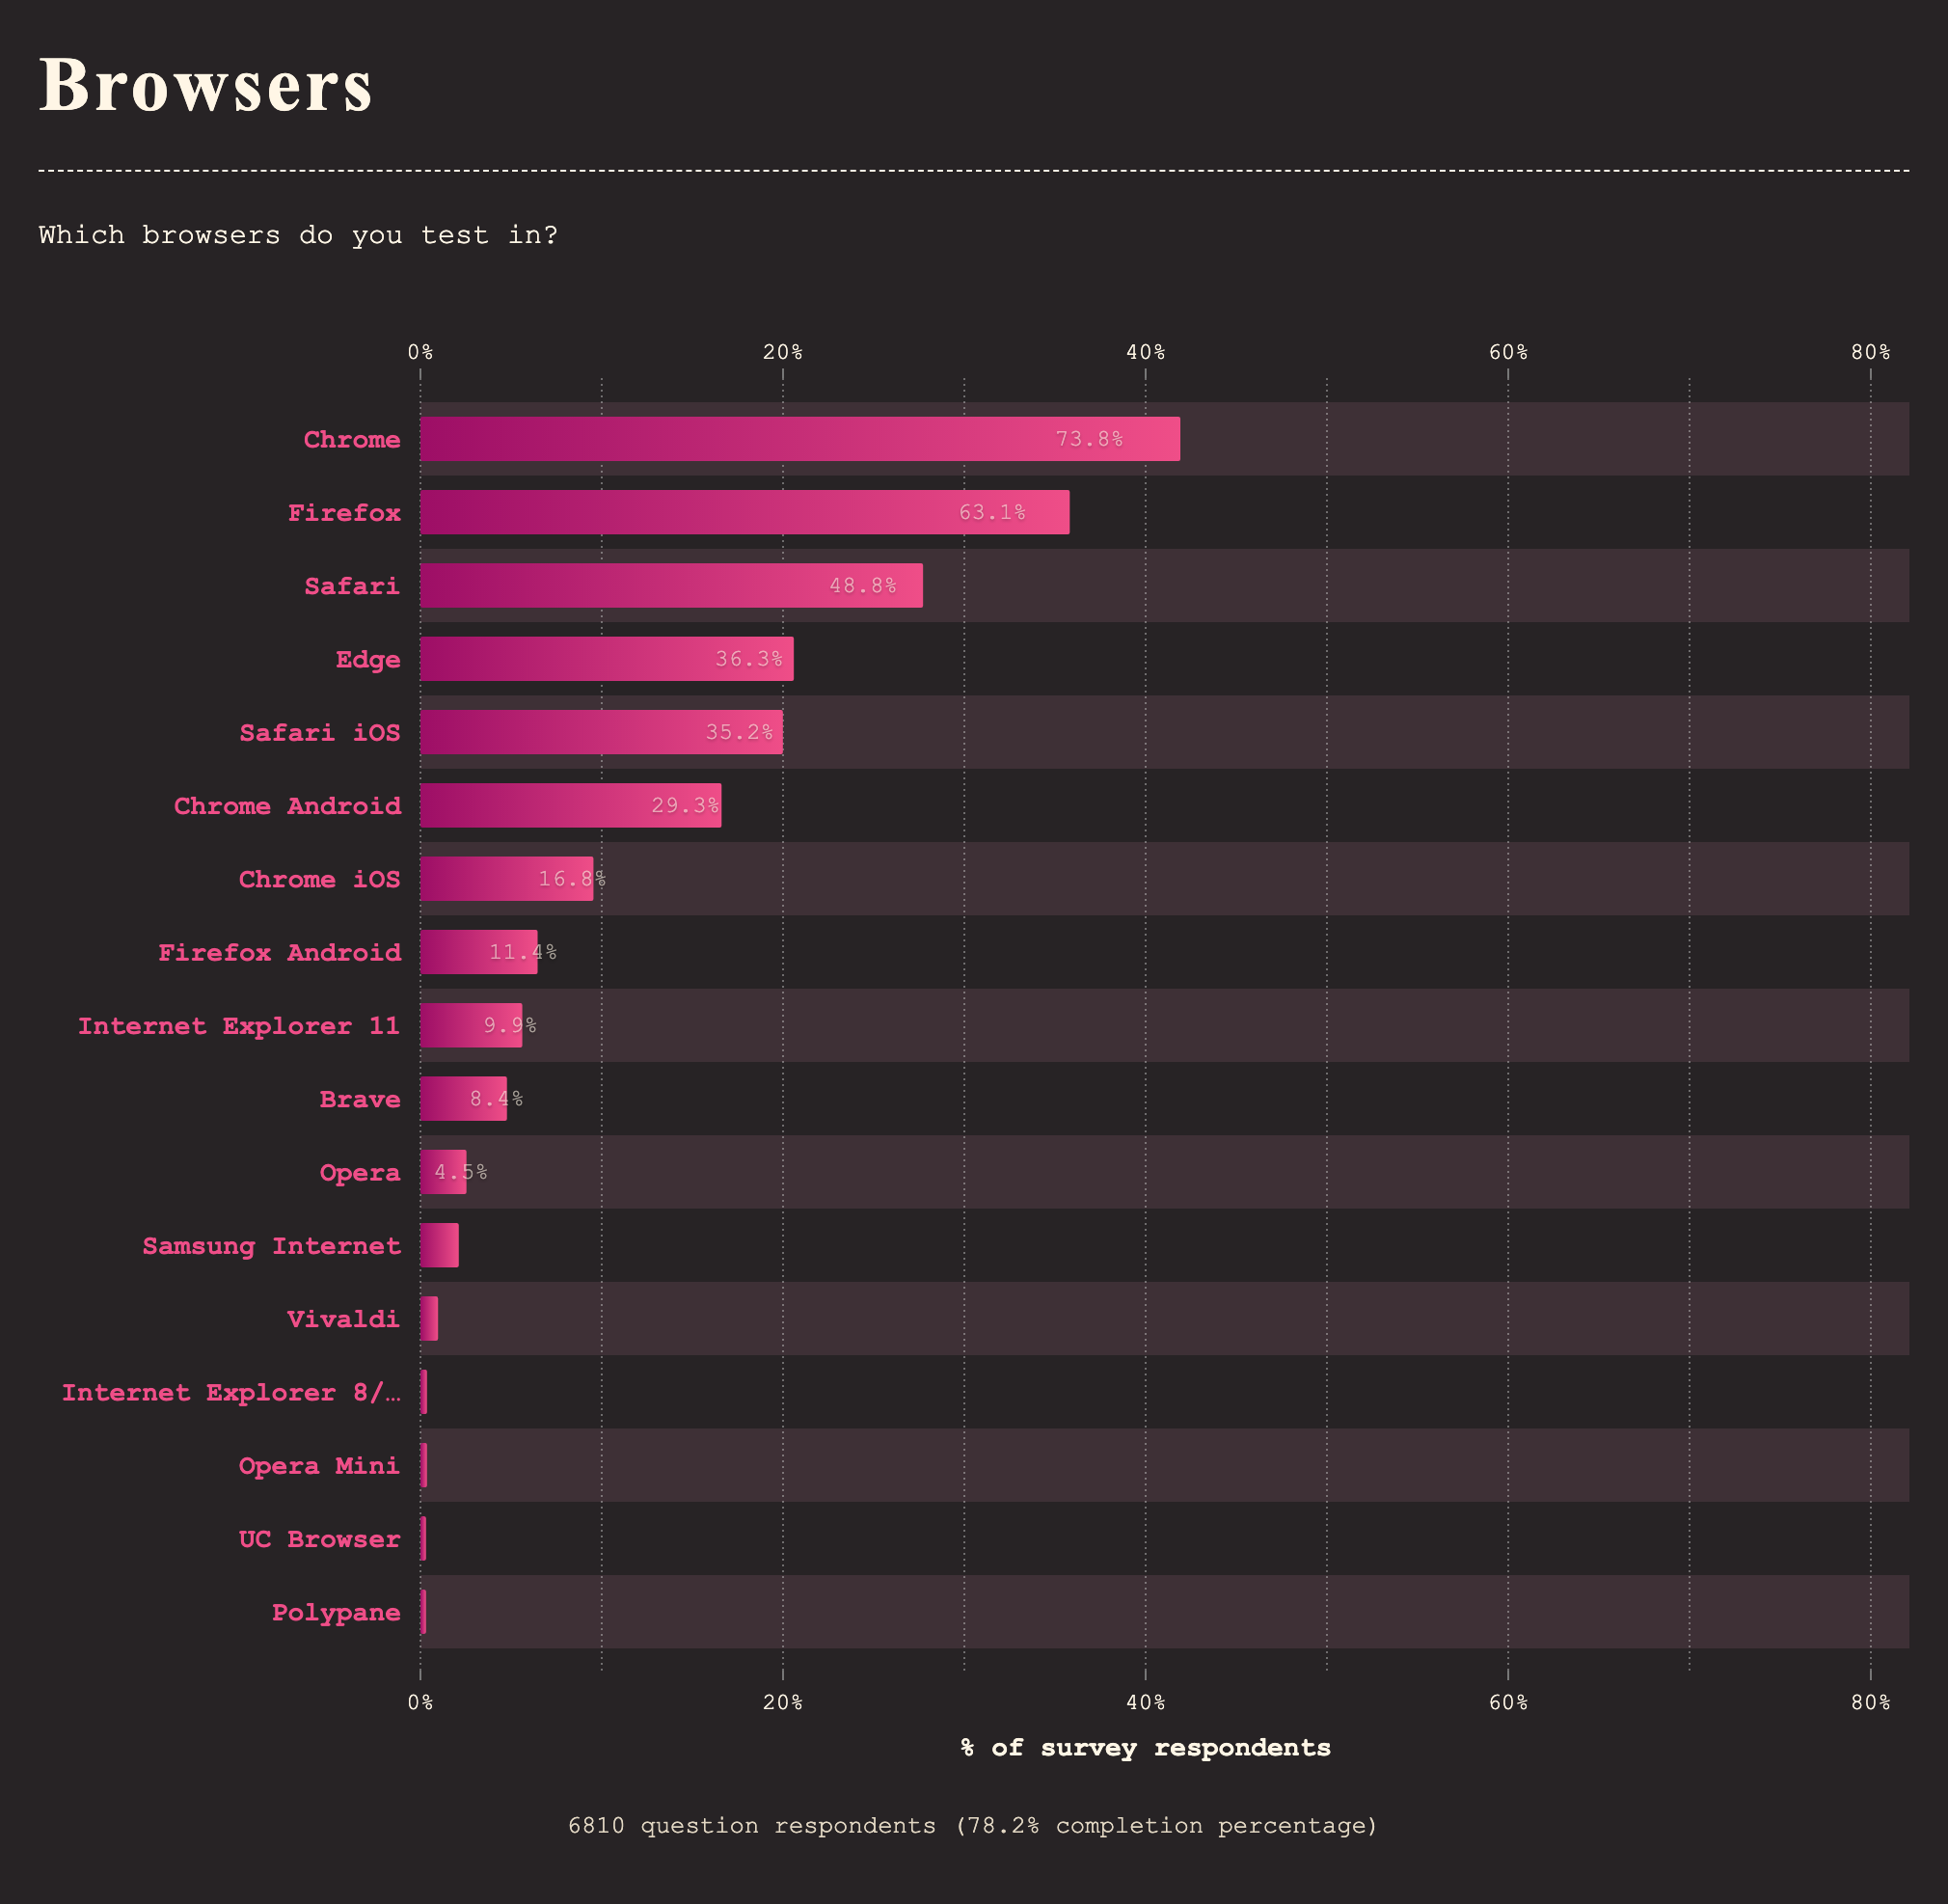 Browsers
Which browsers do you test in?
0% 20% 40% 60% 80%
Chrome 73.8%
Firefox 63.1%
Safari 48.8%
Edge 36.3%
Safari iOS 35.2%
Chrome Android 29.3%
Chrome iOS 16.8%
Firefox Android 11.4%
Internet Explorer 11 9.9%
Brave 8.4%
Opera 4.5%
Samsung Internet
Vivaldi
Internet Explorer 8/…
Opera Mini
UC Browser
Polypane
0% 20% 40% 60% 80%
% of survey respondents
6810 question respondents (78.2% completion percentage)